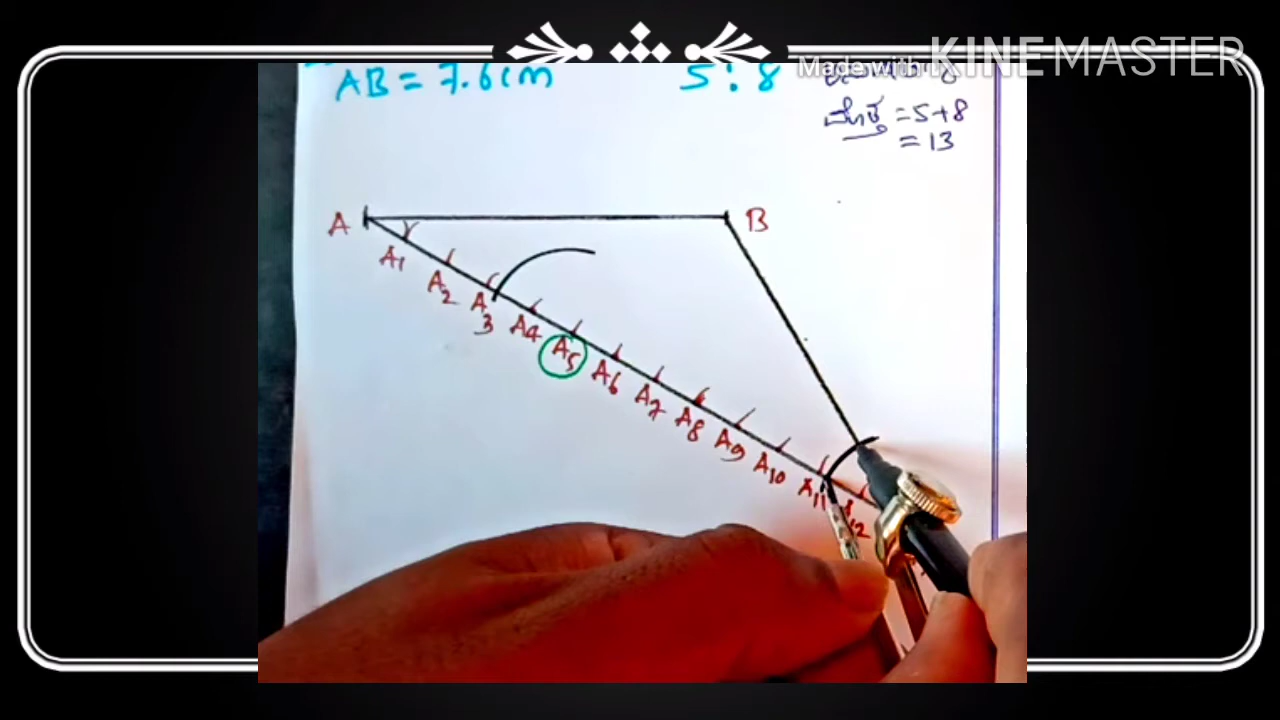 Made with KINEMASTER
AB = 7.6cm 5 : 8
ಮೊತ್ತ = 5+8
= 13
A B
A1
A2
A3
A4
A5
A6
A7
A8
A9
A10
A11
A12